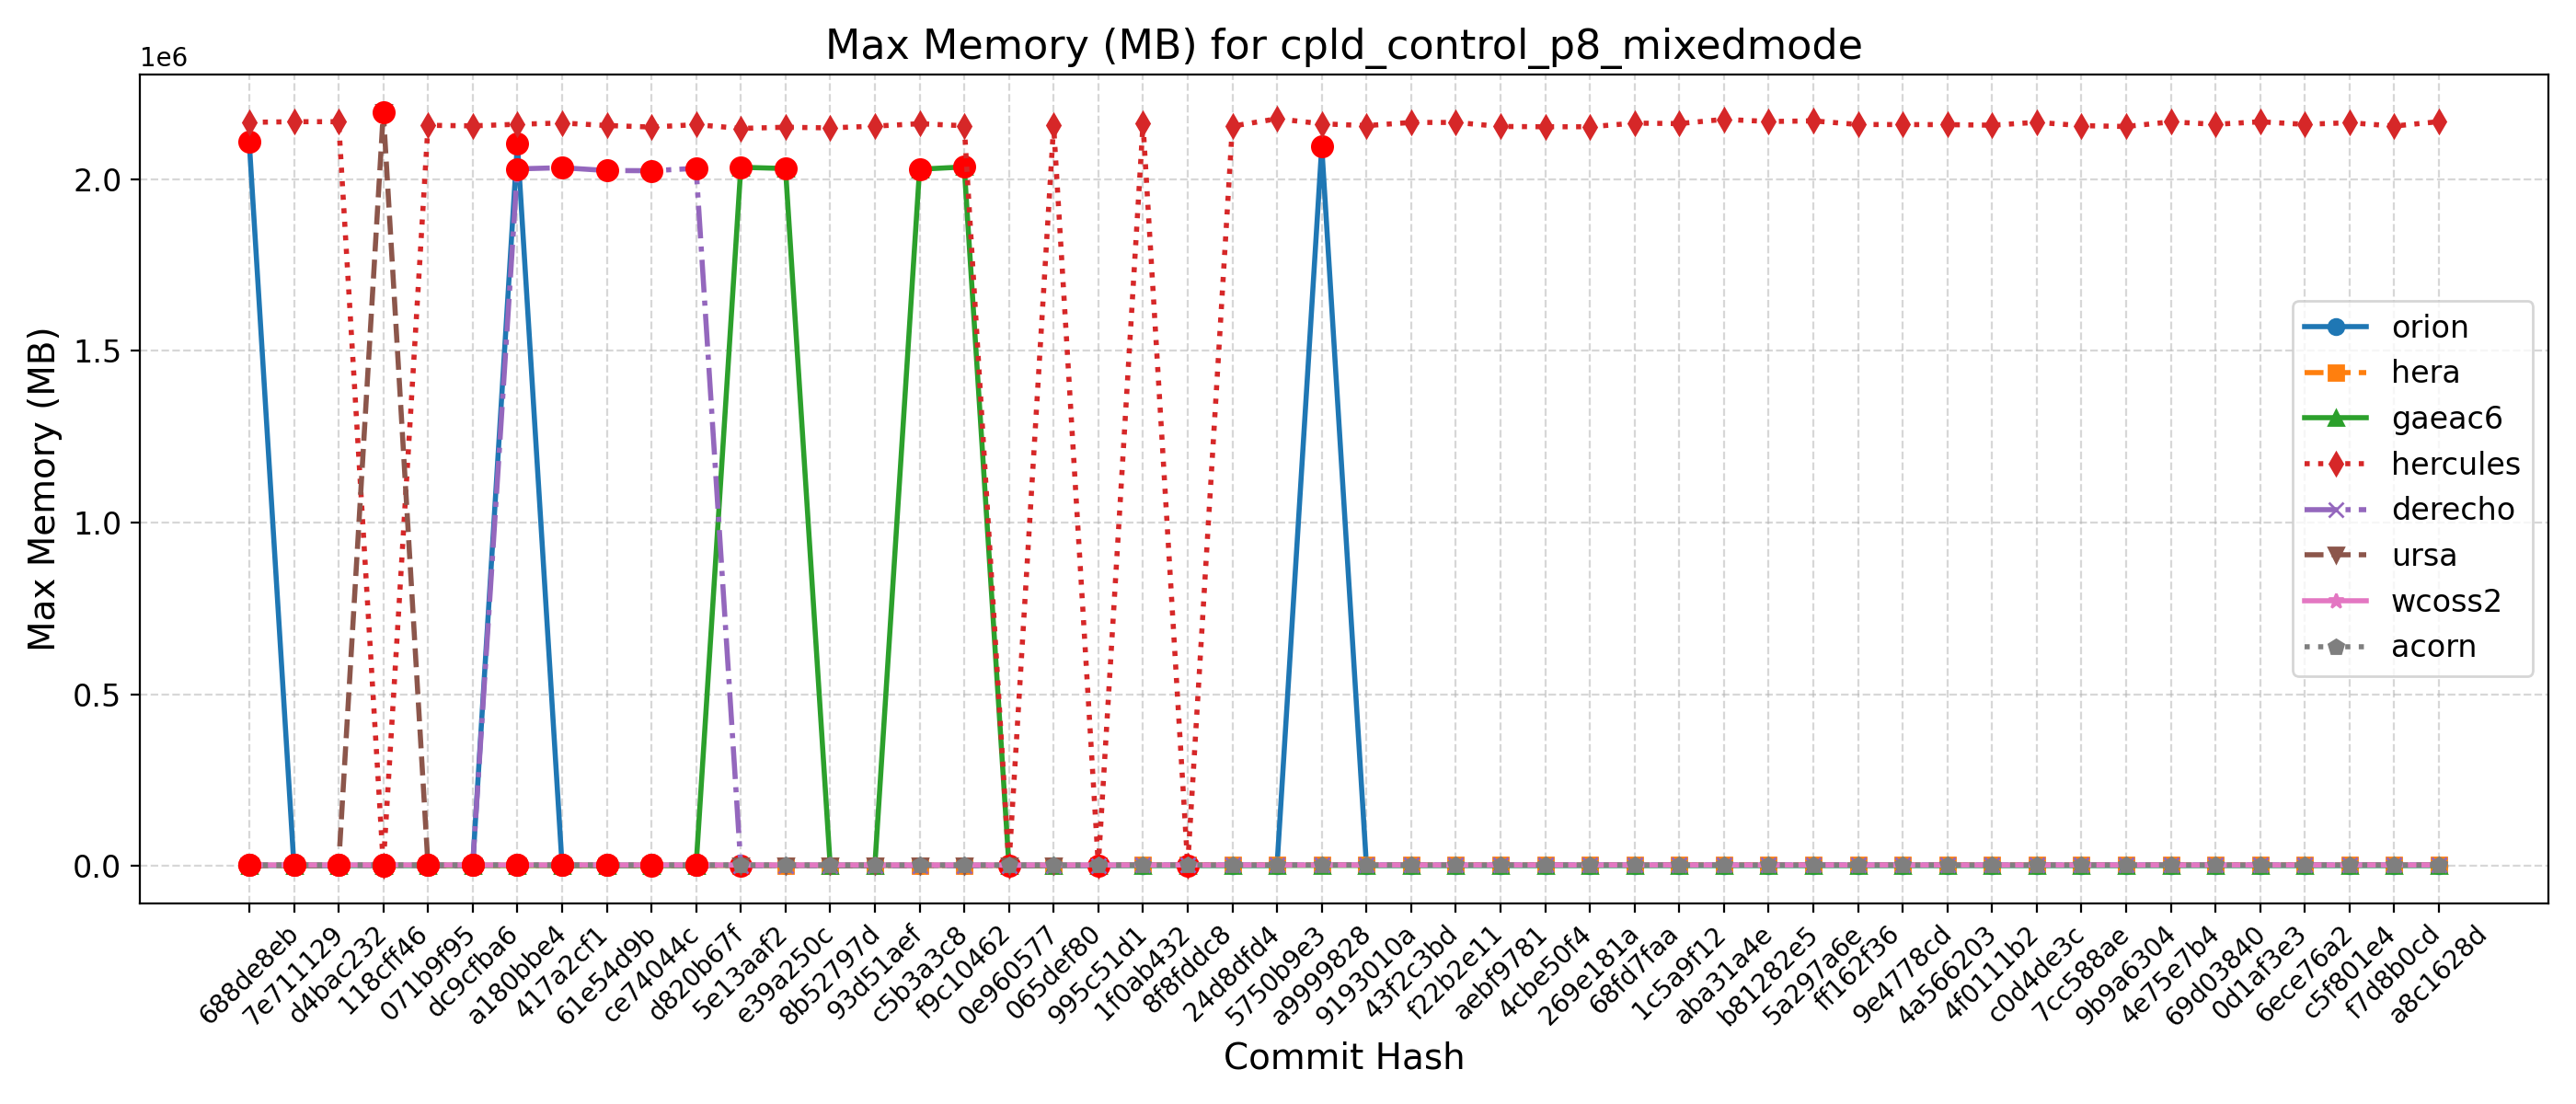 Max Memory (MB) for cpld_control_p8_mixedmode
1e6
Max Memory (MB)
2.0
1.5
1.0
0.5
0.0
orion
hera
gaeac6
hercules
derecho
ursa
wcoss2
acorn
688de8eb
7e711129
d4bac232
118cff46
071b9f95
dc9cfba6
a180bbe4
417a2cf1
61e54d9b
ce74044c
d820b67f
5e13aaf2
e39a250c
8b52797d
93d51aef
c5b3a3c8
f9c10462
0e960577
065def80
995c51d1
1f0ab432
8f8fddc8
24d8dfd4
5750b9e3
a9999828
9193010a
43f2c3bd
f22b2e11
aebf9781
4cbe50f4
269e181a
68fd7faa
1c5a9f12
aba31a4e
b81282e5
5a297a6e
ff162f36
9e4778cd
4a566203
4f0111b2
c0d4de3c
7cc588ae
9b9a6304
4e75e7b4
69d03840
0d1af3e3
6ece76a2
c5f801e4
f7d8b0cd
a8c1628d
Commit Hash